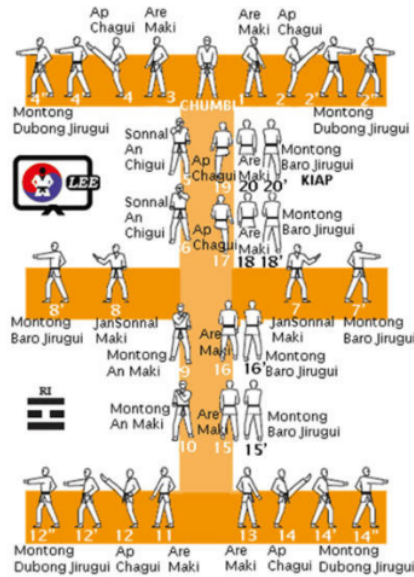 Ap
Chagui
Are
Maki
Are
Maki
Ap
Chagui
4"
4'
4
3
CHUMBI
1
2
2'
2"
Montong
Dubong Jirugui
Montong
Dubong Jirugui
Sonnal
An
Chigui
5
Ap
Chagui
19
Are
Maki
20
20'
Montong
Baro Jirugui
KIAP
LEE
Sonnal
An
Chigui
6
Ap
Chagui
17
Are
Maki
18
18'
Montong
Baro Jirugui
8'
8
7
7'
Montong
Baro Jirugui
JanSonnal
Maki
JanSonnal
Maki
Montong
Baro Jirugui
Montong
An Maki
9
Are
Maki
16
16'
Montong
Baro Jirugui
RI
Montong
An Maki
10
Are
Maki
15
15'
Montong
Baro Jirugui
12"
12'
12
11
13
14
14'
14"
Montong
Dubong Jirugui
Ap
Chagui
Are
Maki
Are
Maki
Ap
Chagui
Montong
Dubong Jirugui